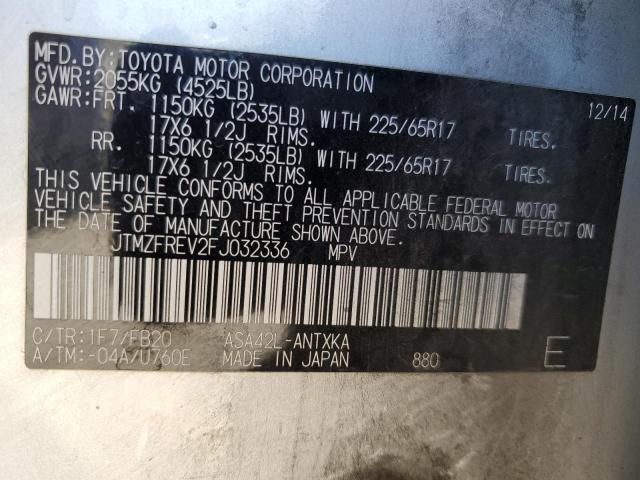 MFD. BY: TOYOTA MOTOR CORPORATION 12/14
GVWR: 2055KG (4525LB)
GAWR: FRT. 1150KG (2535LB) WITH 225/65R17 TIRES.
17X6 1/2J RIMS.
RR. 1150KG (2535LB) WITH 225/65R17 TIRES.
17X6 1/2J RIMS.
THIS VEHICLE CONFORMS TO ALL APPLICABLE FEDERAL MOTOR
VEHICLE SAFETY AND THEFT PREVENTION STANDARDS IN EFFECT ON
THE DATE OF MANUFACTURE SHOWN ABOVE.
JTMZFREV2FJ032336 MPV
C/TR: 1F7/FB20 ASA42L-ANTXKA
A/TM: -04A/U760E MADE IN JAPAN 880 E